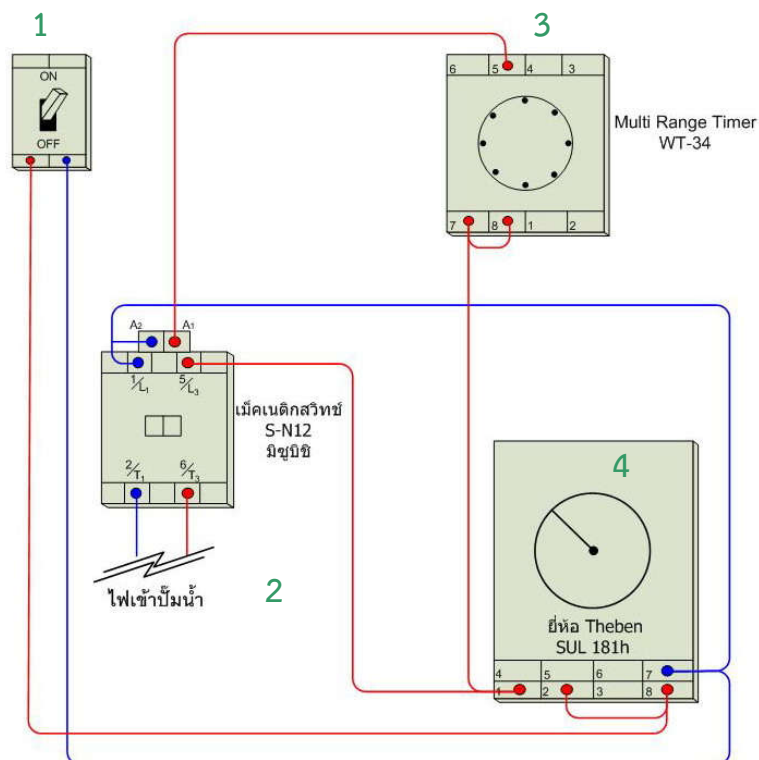 1
3
ON
OFF
6 5 4 3
Multi Range Timer
WT-34
7 8 1 2
A2 A1
1/L1 5/L3
เม็คเนติกสวิทช์
S-N12
มิซูบิชิ
2/T1 6/T3
4
ไฟเข้าปั๊มน้ำ
2
ยี่ห้อ Theben
SUL 181h
4 5 6 7
1 2 3 8